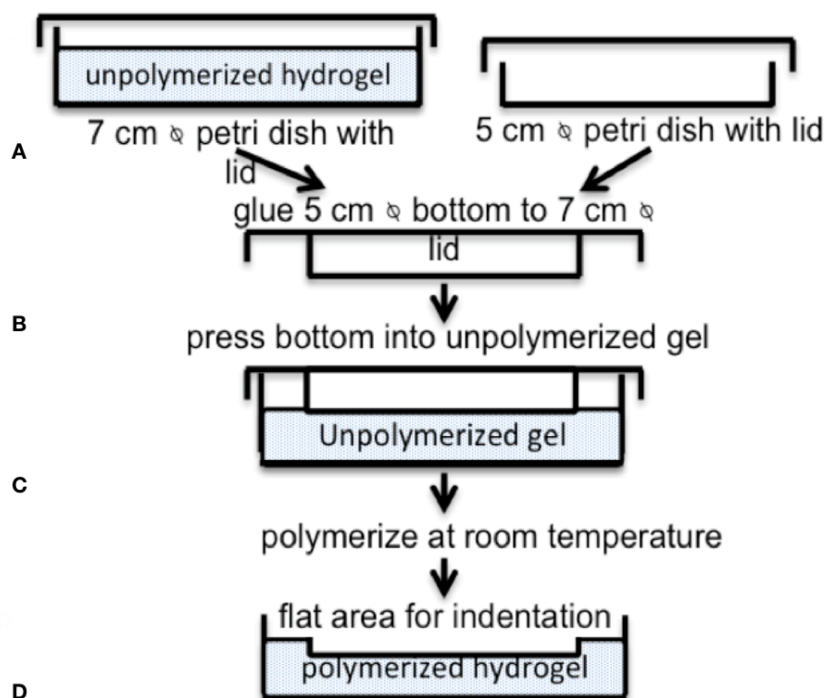 unpolymerized hydrogel
7 cm ⌀ petri dish with
lid
5 cm ⌀ petri dish with lid
A
glue 5 cm ⌀ bottom to 7 cm ⌀
lid
B
press bottom into unpolymerized gel
Unpolymerized gel
C
polymerize at room temperature
flat area for indentation
polymerized hydrogel
D